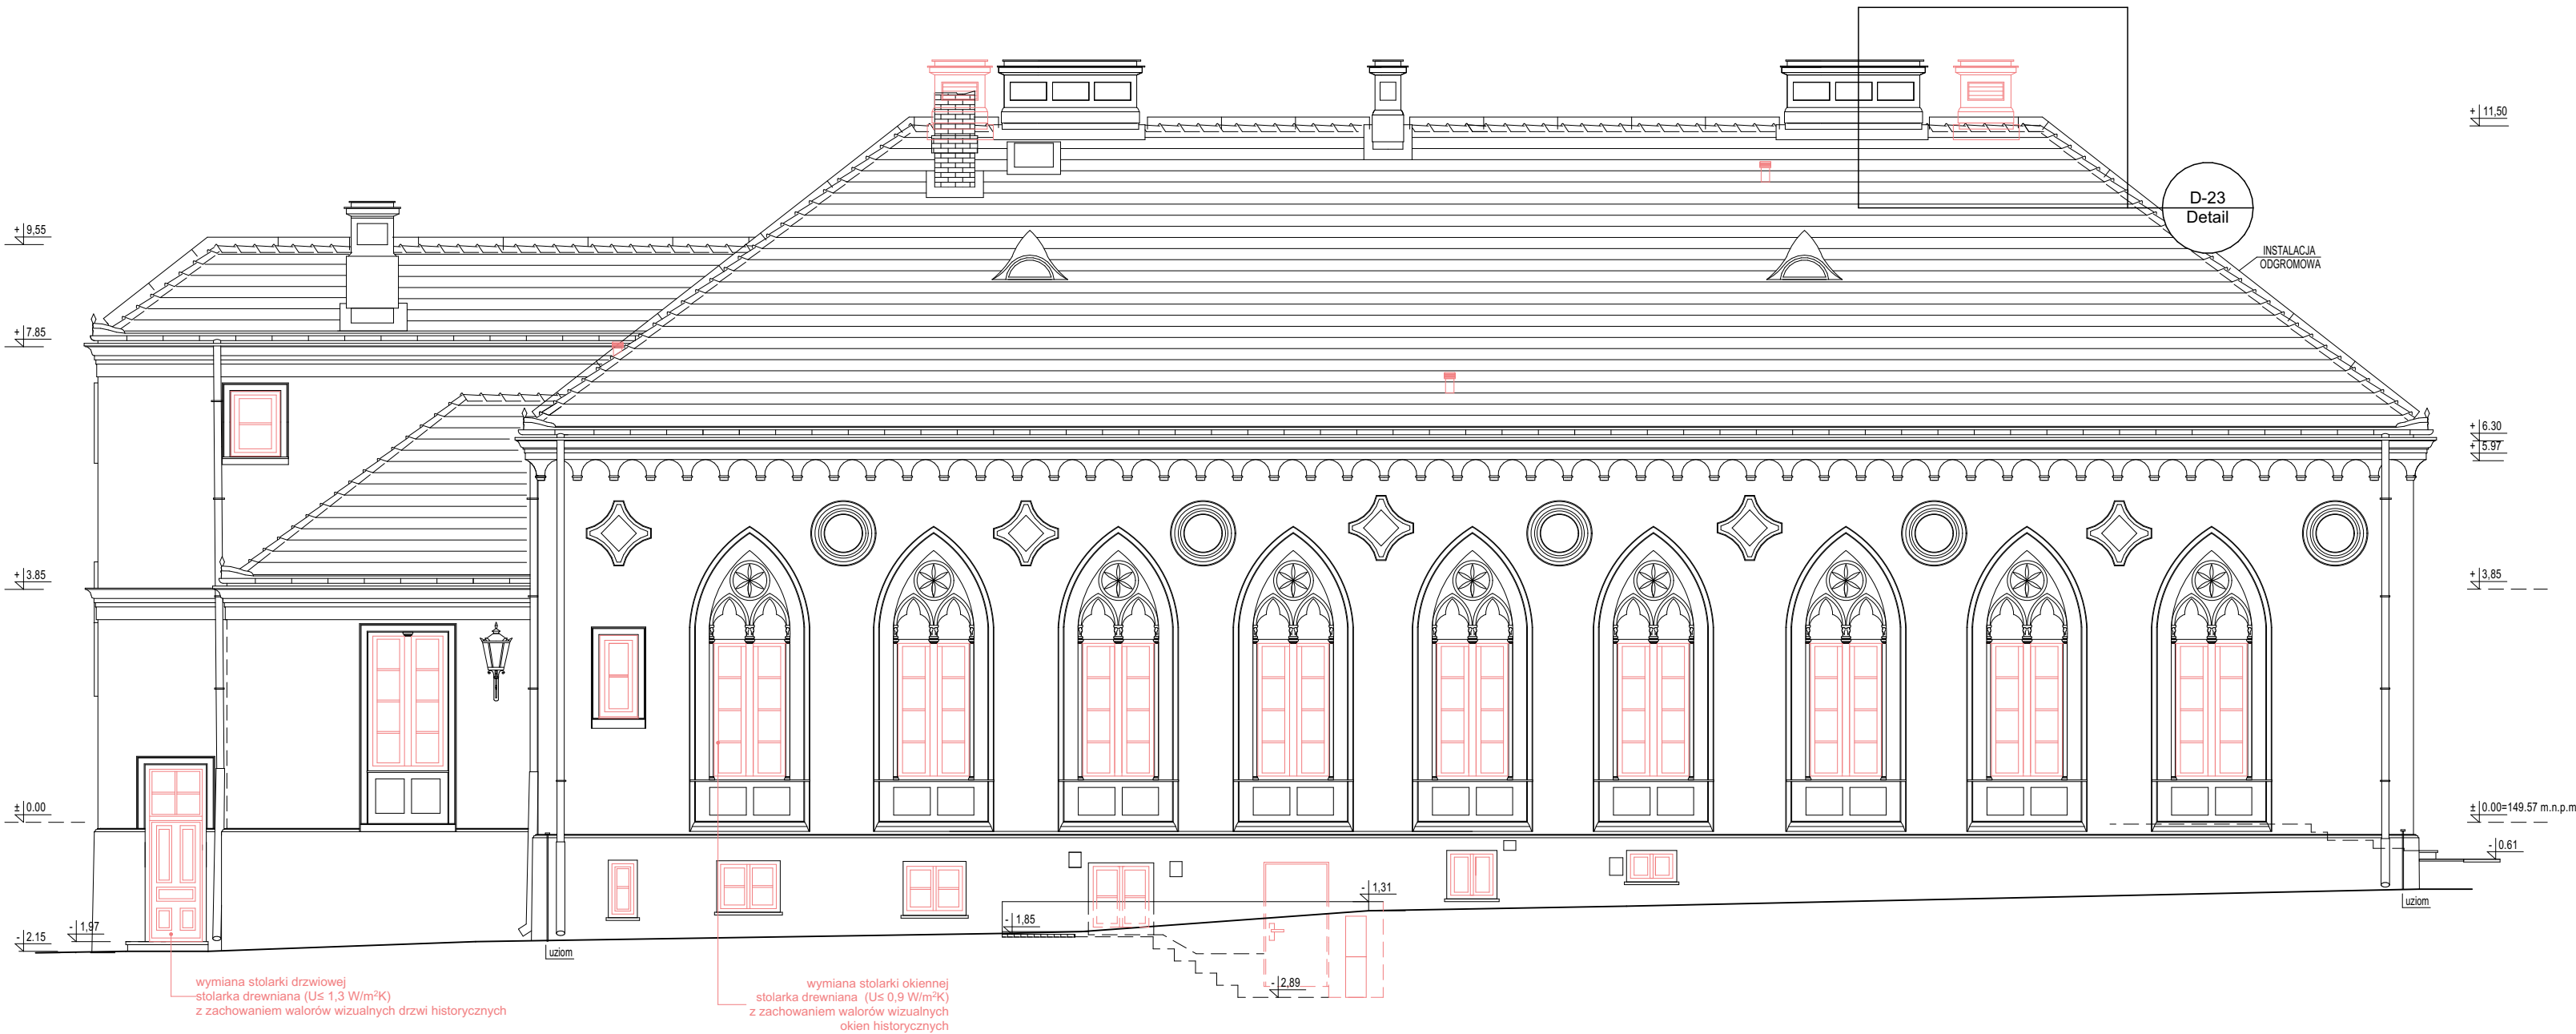 + 11,50
D-23
Detail
+ 9,55
INSTALACJA
ODGROMOWA
+ 7.85
+ 6.30
+ 5.97
+ 3.85
+ 3,85
± 0.00
± 0.00=149.57 m.n.p.m
- 0.61
- 1,31
uziom
- 1,85
- 1,97
- 2.15
uziom
- 2,89
wymiana stolarki drzwiowej
stolarka drewniana (U≤ 1,3 W/m²K)
z zachowaniem walorów wizualnych drzwi historycznych
wymiana stolarki okiennej
stolarka drewniana (U≤ 0,9 W/m²K)
z zachowaniem walorów wizualnych
okien historycznych